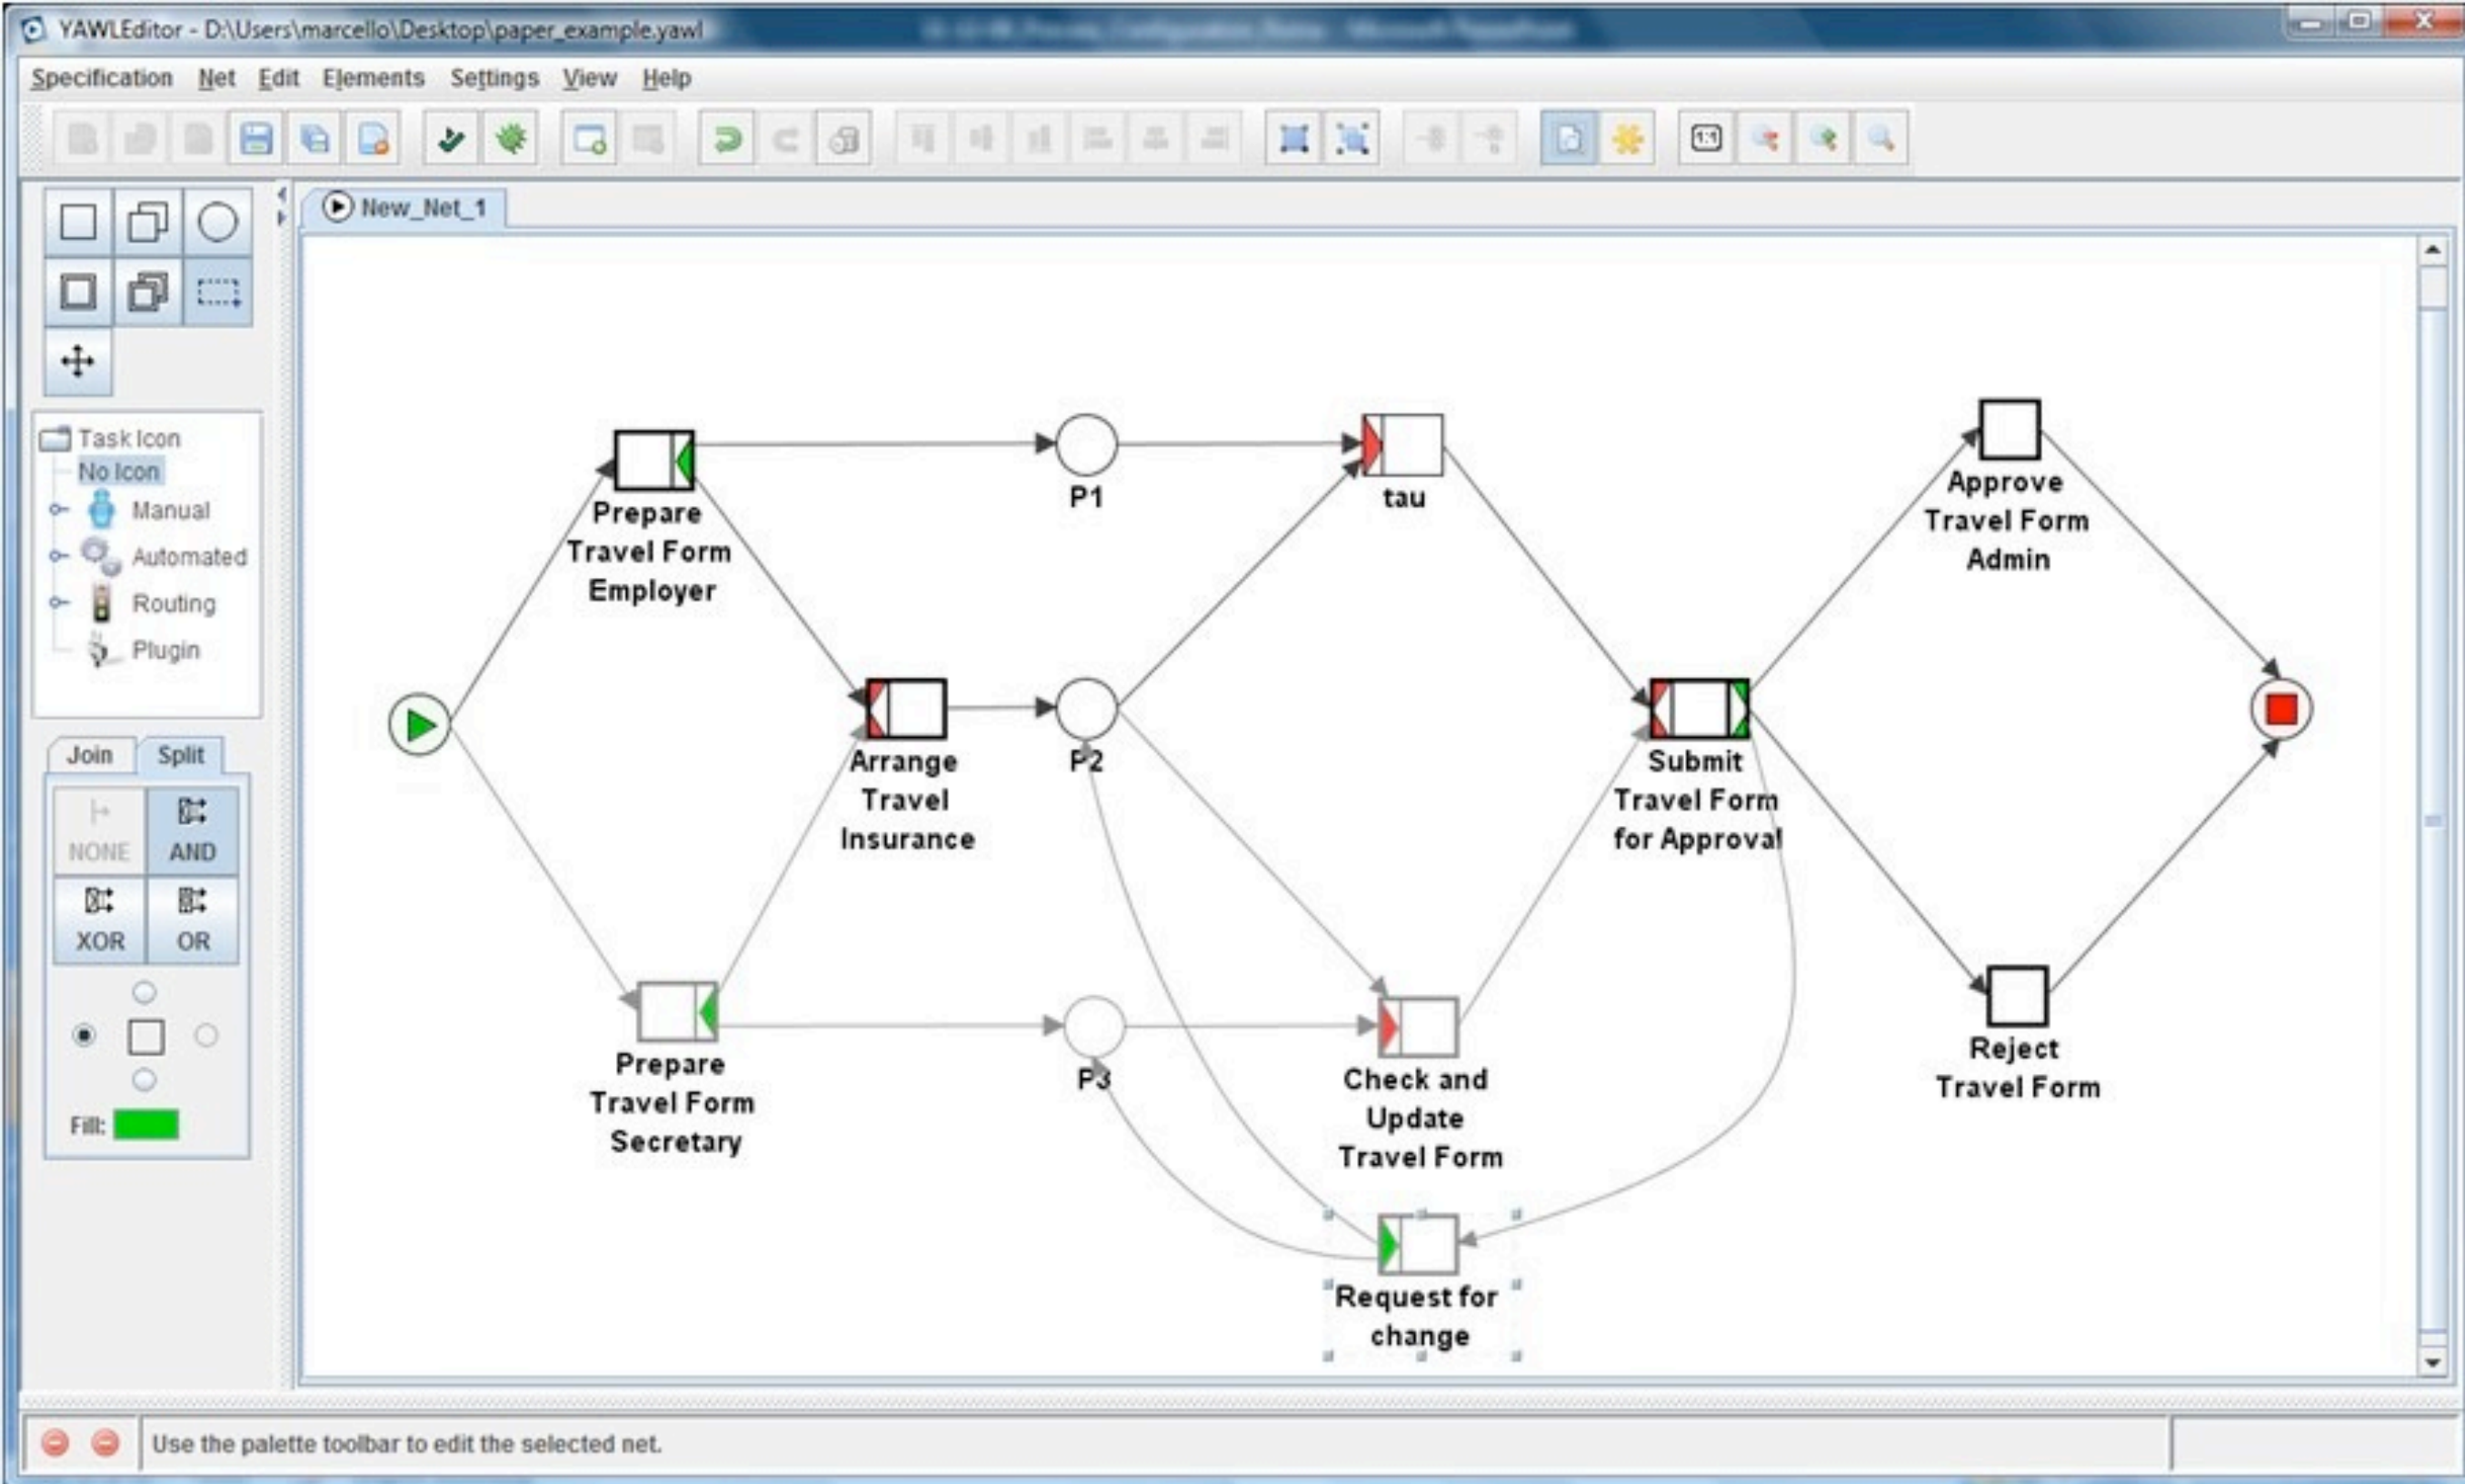 YAWLEditor - D:\Users\marcello\Desktop\paper_example.yawl
Specification Net Edit Elements Settings View Help
1:1
New_Net_1
Task Icon
No Icon
Manual
Automated
Routing
Plugin
Join Split
NONE AND
XOR OR
Fill:
Prepare
Travel Form
Employer
P1
tau
Approve
Travel Form
Admin
Arrange
Travel
Insurance
P2
Submit
Travel Form
for Approval
Prepare
Travel Form
Secretary
P3
Check and
Update
Travel Form
Reject
Travel Form
Request for
change
Use the palette toolbar to edit the selected net.